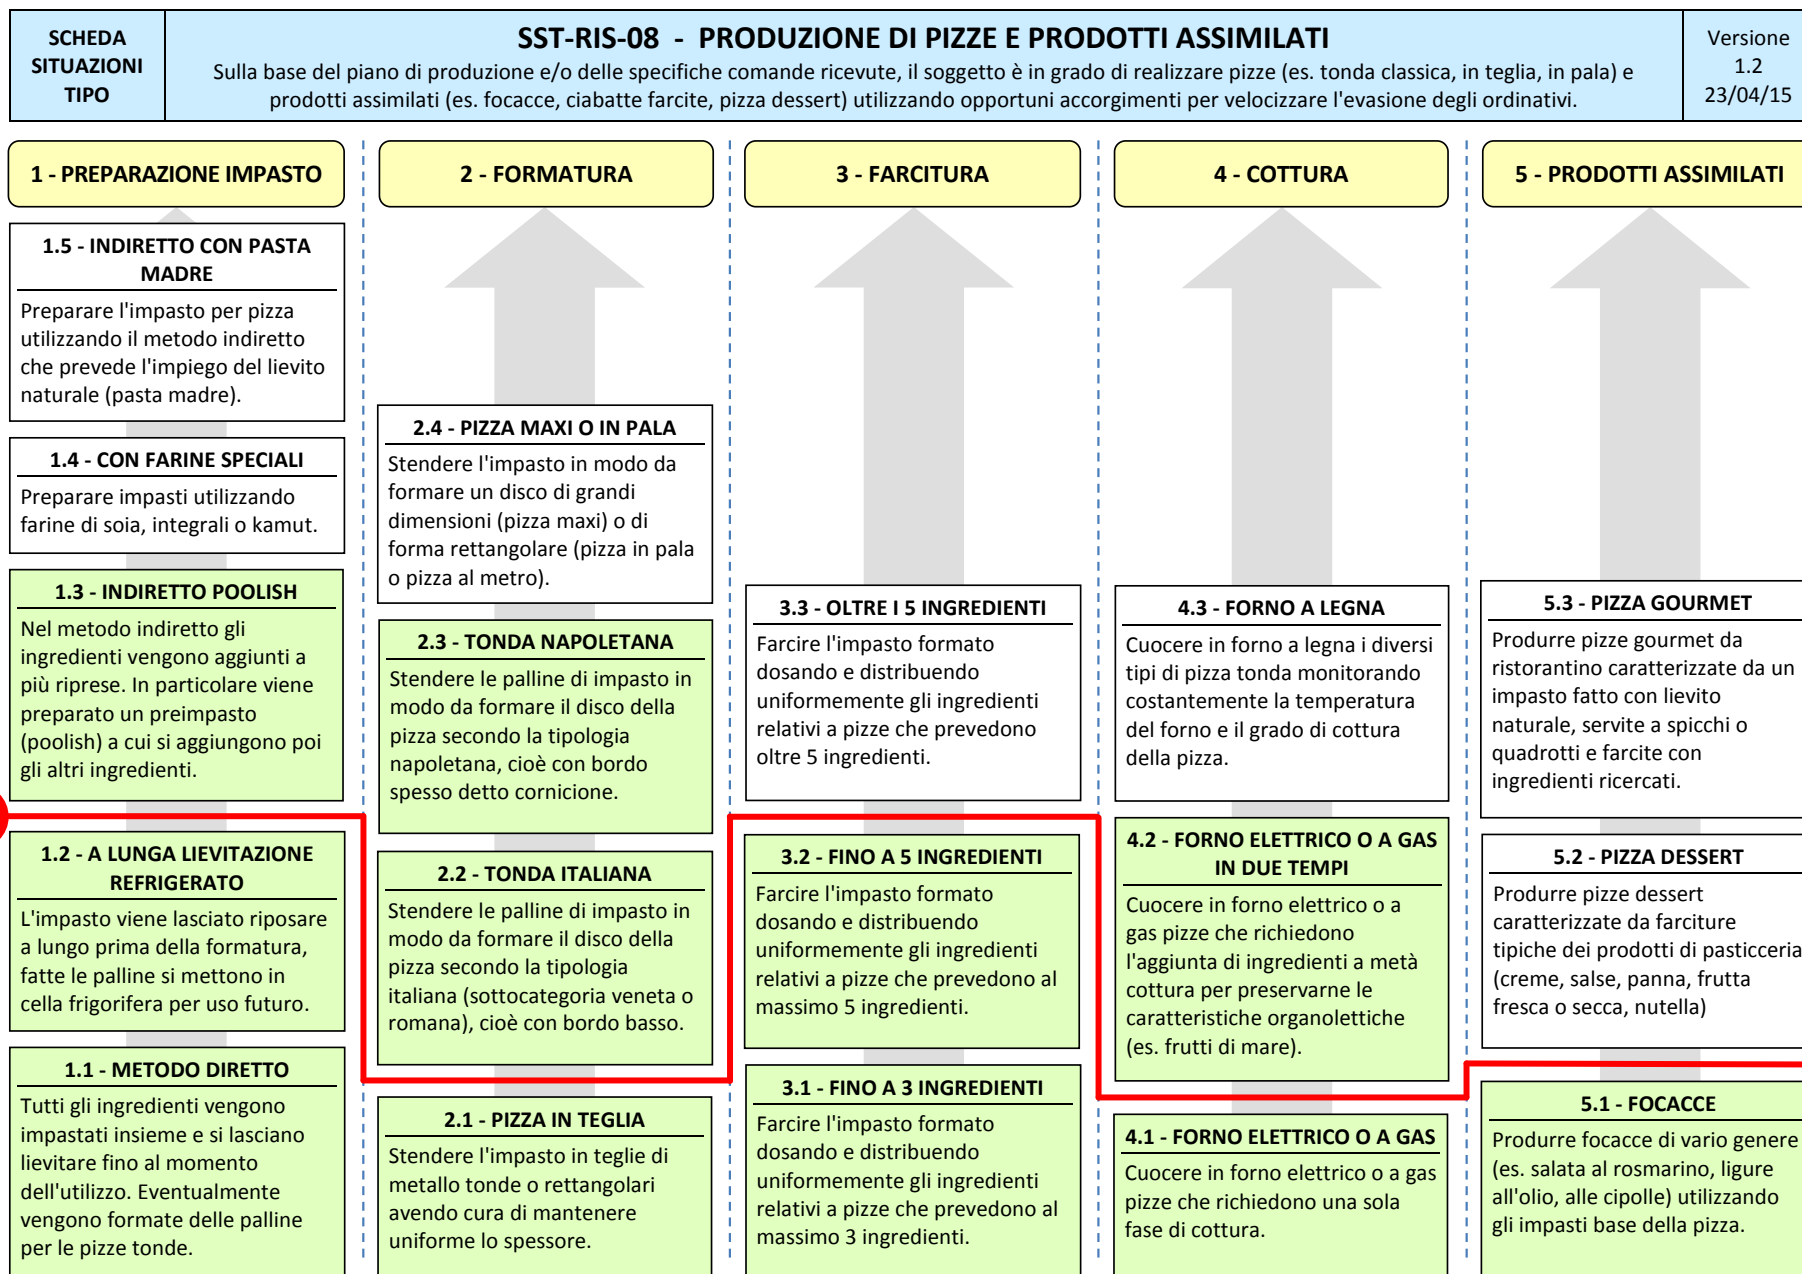 SCHEDA
SITUAZIONI
TIPO
SST-RIS-08 - PRODUZIONE DI PIZZE E PRODOTTI ASSIMILATI
Sulla base del piano di produzione e/o delle specifiche comande ricevute, il soggetto è in grado di realizzare pizze (es. tonda classica, in teglia, in pala) e
prodotti assimilati (es. focacce, ciabatte farcite, pizza dessert) utilizzando opportuni accorgimenti per velocizzare l'evasione degli ordinativi.
Versione
1.2
23/04/15
1 - PREPARAZIONE IMPASTO
1.5 - INDIRETTO CON PASTA
MADRE
Preparare l'impasto per pizza
utilizzando il metodo indiretto
che prevede l'impiego del lievito
naturale (pasta madre).
1.4 - CON FARINE SPECIALI
Preparare impasti utilizzando
farine di soia, integrali o kamut.
1.3 - INDIRETTO POOLISH
Nel metodo indiretto gli
ingredienti vengono aggiunti a
più riprese. In particolare viene
preparato un preimpasto
(poolish) a cui si aggiungono poi
gli altri ingredienti.
1.2 - A LUNGA LIEVITAZIONE
REFRIGERATO
L'impasto viene lasciato riposare
a lungo prima della formatura,
fatte le palline si mettono in
cella frigorifera per uso futuro.
1.1 - METODO DIRETTO
Tutti gli ingredienti vengono
impastati insieme e si lasciano
lievitare fino al momento
dell'utilizzo. Eventualmente
vengono formate delle palline
per le pizze tonde.
2 - FORMATURA
2.4 - PIZZA MAXI O IN PALA
Stendere l'impasto in modo da
formare un disco di grandi
dimensioni (pizza maxi) o di
forma rettangolare (pizza in pala
o pizza al metro).
2.3 - TONDA NAPOLETANA
Stendere le palline di impasto in
modo da formare il disco della
pizza secondo la tipologia
napoletana, cioè con bordo
spesso detto cornicione.
2.2 - TONDA ITALIANA
Stendere le palline di impasto in
modo da formare il disco della
pizza secondo la tipologia
italiana (sottocategoria veneta o
romana), cioè con bordo basso.
2.1 - PIZZA IN TEGLIA
Stendere l'impasto in teglie di
metallo tonde o rettangolari
avendo cura di mantenere
uniforme lo spessore.
3 - FARCITURA
3.3 - OLTRE I 5 INGREDIENTI
Farcire l'impasto formato
dosando e distribuendo
uniformemente gli ingredienti
relativi a pizze che prevedono
oltre 5 ingredienti.
3.2 - FINO A 5 INGREDIENTI
Farcire l'impasto formato
dosando e distribuendo
uniformemente gli ingredienti
relativi a pizze che prevedono al
massimo 5 ingredienti.
3.1 - FINO A 3 INGREDIENTI
Farcire l'impasto formato
dosando e distribuendo
uniformemente gli ingredienti
relativi a pizze che prevedono al
massimo 3 ingredienti.
4 - COTTURA
4.3 - FORNO A LEGNA
Cuocere in forno a legna i diversi
tipi di pizza tonda monitorando
costantemente la temperatura
del forno e il grado di cottura
della pizza.
4.2 - FORNO ELETTRICO O A GAS
IN DUE TEMPI
Cuocere in forno elettrico o a
gas pizze che richiedono
l'aggiunta di ingredienti a metà
cottura per preservarne le
caratteristiche organolettiche
(es. frutti di mare).
4.1 - FORNO ELETTRICO O A GAS
Cuocere in forno elettrico o a gas
pizze che richiedono una sola
fase di cottura.
5 - PRODOTTI ASSIMILATI
5.3 - PIZZA GOURMET
Produrre pizze gourmet da
ristorantino caratterizzate da un
impasto fatto con lievito
naturale, servite a spicchi o
quadrotti e farcite con
ingredienti ricercati.
5.2 - PIZZA DESSERT
Produrre pizze dessert
caratterizzate da farciture
tipiche dei prodotti di pasticceria
(creme, salse, panna, frutta
fresca o secca, nutella)
5.1 - FOCACCE
Produrre focacce di vario genere
(es. salata al rosmarino, ligure
all'olio, alle cipolle) utilizzando
gli impasti base della pizza.